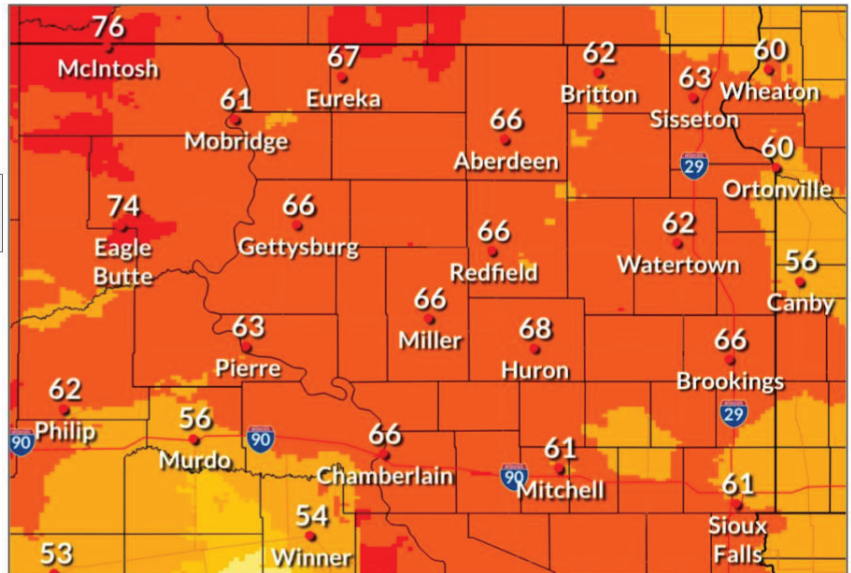 76
McIntosh
67
Eureka
62
Britton
60
Wheaton
63
Sisseton
61
Mobridge
66
Aberdeen
60
Ortonville
29
74
Eagle
Butte
66
Gettysburg
66
Redfield
62
Watertown
56
Canby
66
Miller
63
Pierre
68
Huron
66
Brookings
62
Philip
90
56
Murdo
90
66
Chamberlain
29
61
Mitchell
90
61
Sioux
Falls
54
Winner
53